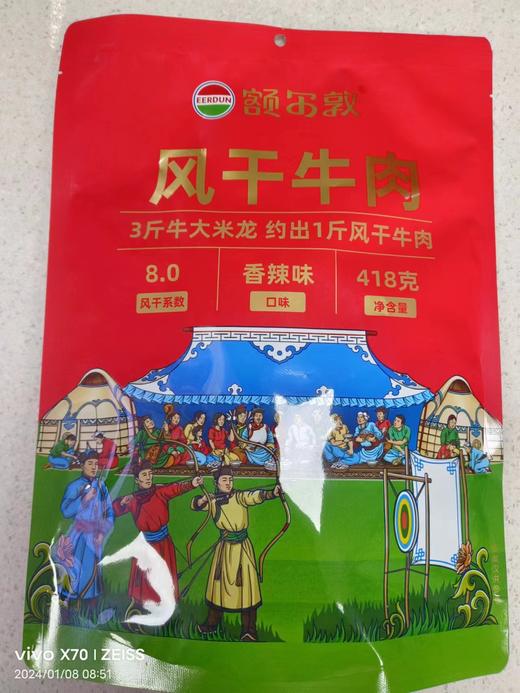 EERDUN 额尔敦
风干牛肉
3斤牛大米龙 约出1斤风干牛肉
8.0 香辣味 418克
风干系数 口味 净含量
vivo X70 | ZEISS
2024/01/08 08:51